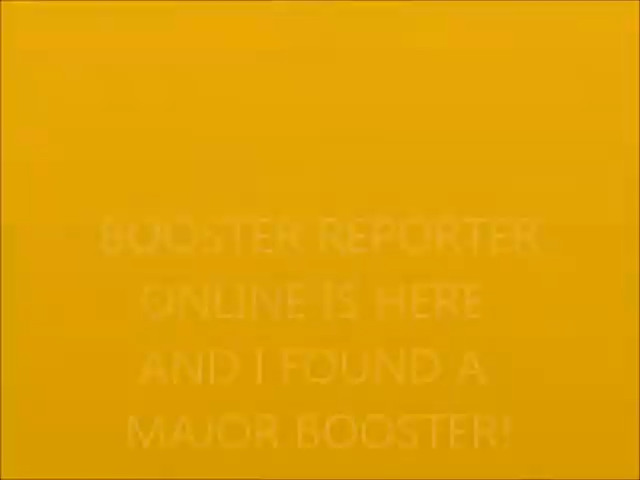 BOOSTER REPORTER
ONLINE IS HERE
AND I FOUND A
MAJOR BOOSTER!